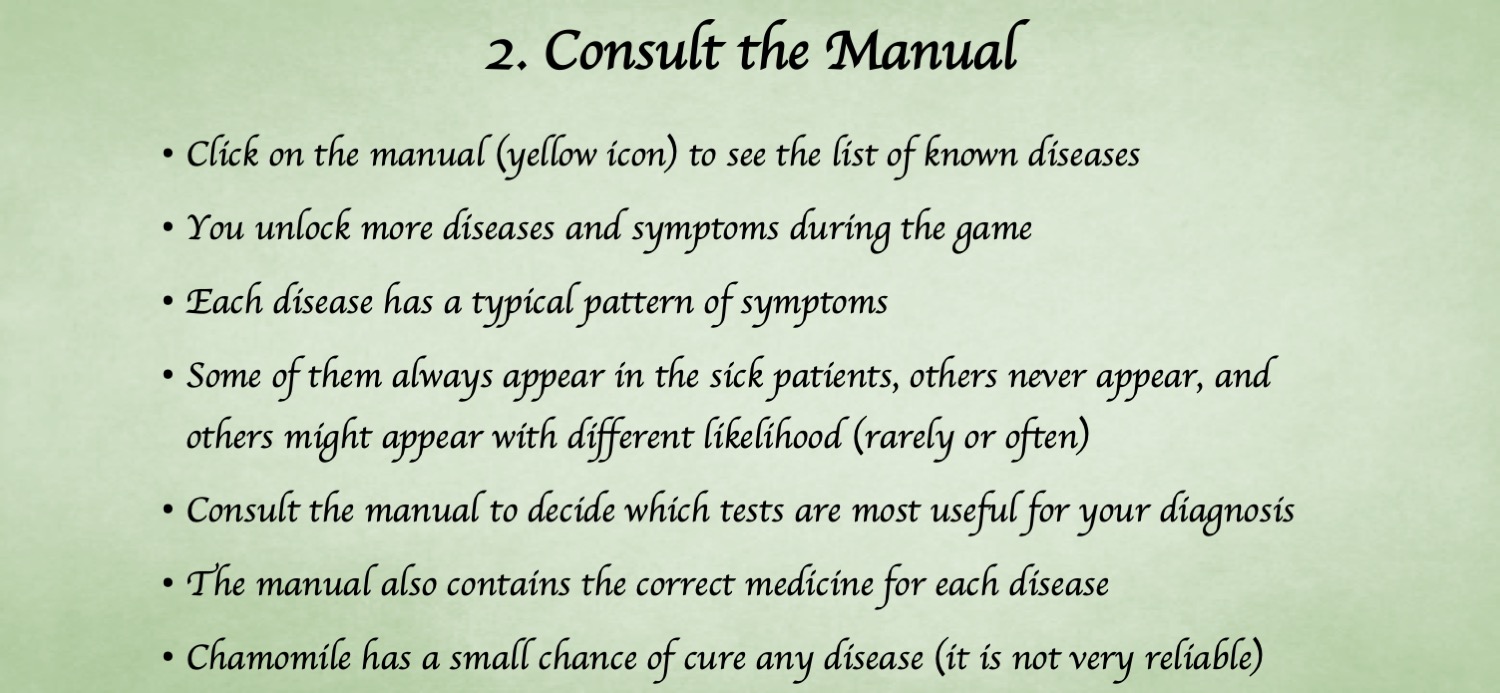 2. Consult the Manual
• Click on the manual (yellow icon) to see the list of known diseases
• You unlock more diseases and symptoms during the game
• Each disease has a typical pattern of symptoms
• Some of them always appear in the sick patients, others never appear, and
others might appear with different likelihood (rarely or often)
• Consult the manual to decide which tests are most useful for your diagnosis
• The manual also contains the correct medicine for each disease
• Chamomile has a small chance of cure any disease (it is not very reliable)